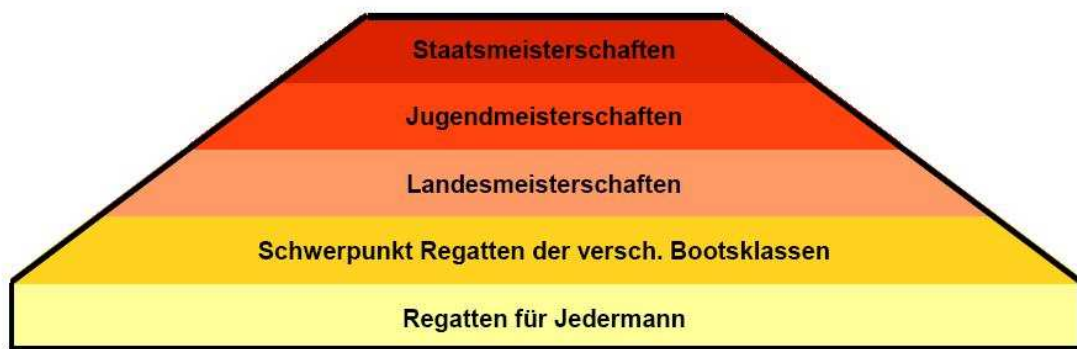 Staatsmeisterschaften
Jugendmeisterschaften
Landesmeisterschaften
Schwerpunkt Regatten der versch. Bootsklassen
Regatten für Jedermann